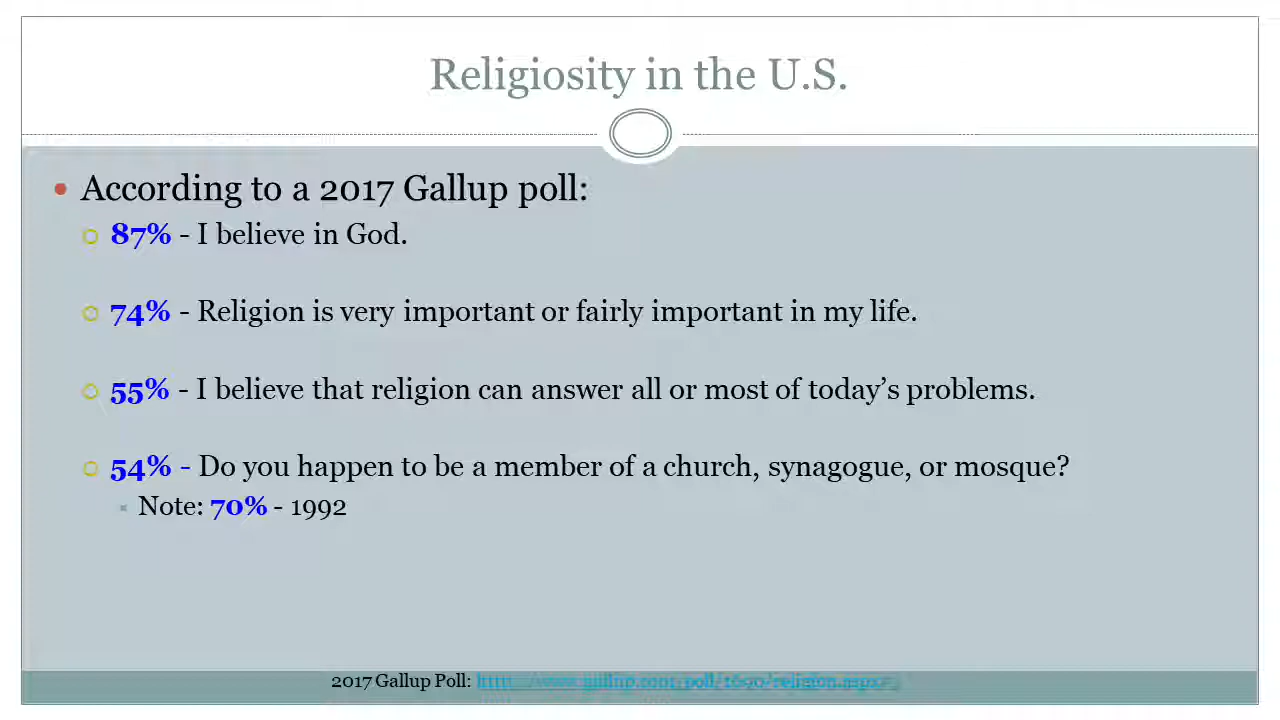 Religiosity in the U.S.
According to a 2017 Gallup poll:
87% - I believe in God.
74% - Religion is very important or fairly important in my life.
55% - I believe that religion can answer all or most of today's problems.
54% - Do you happen to be a member of a church, synagogue, or mosque?
Note: 70% - 1992
2017 Gallup Poll: